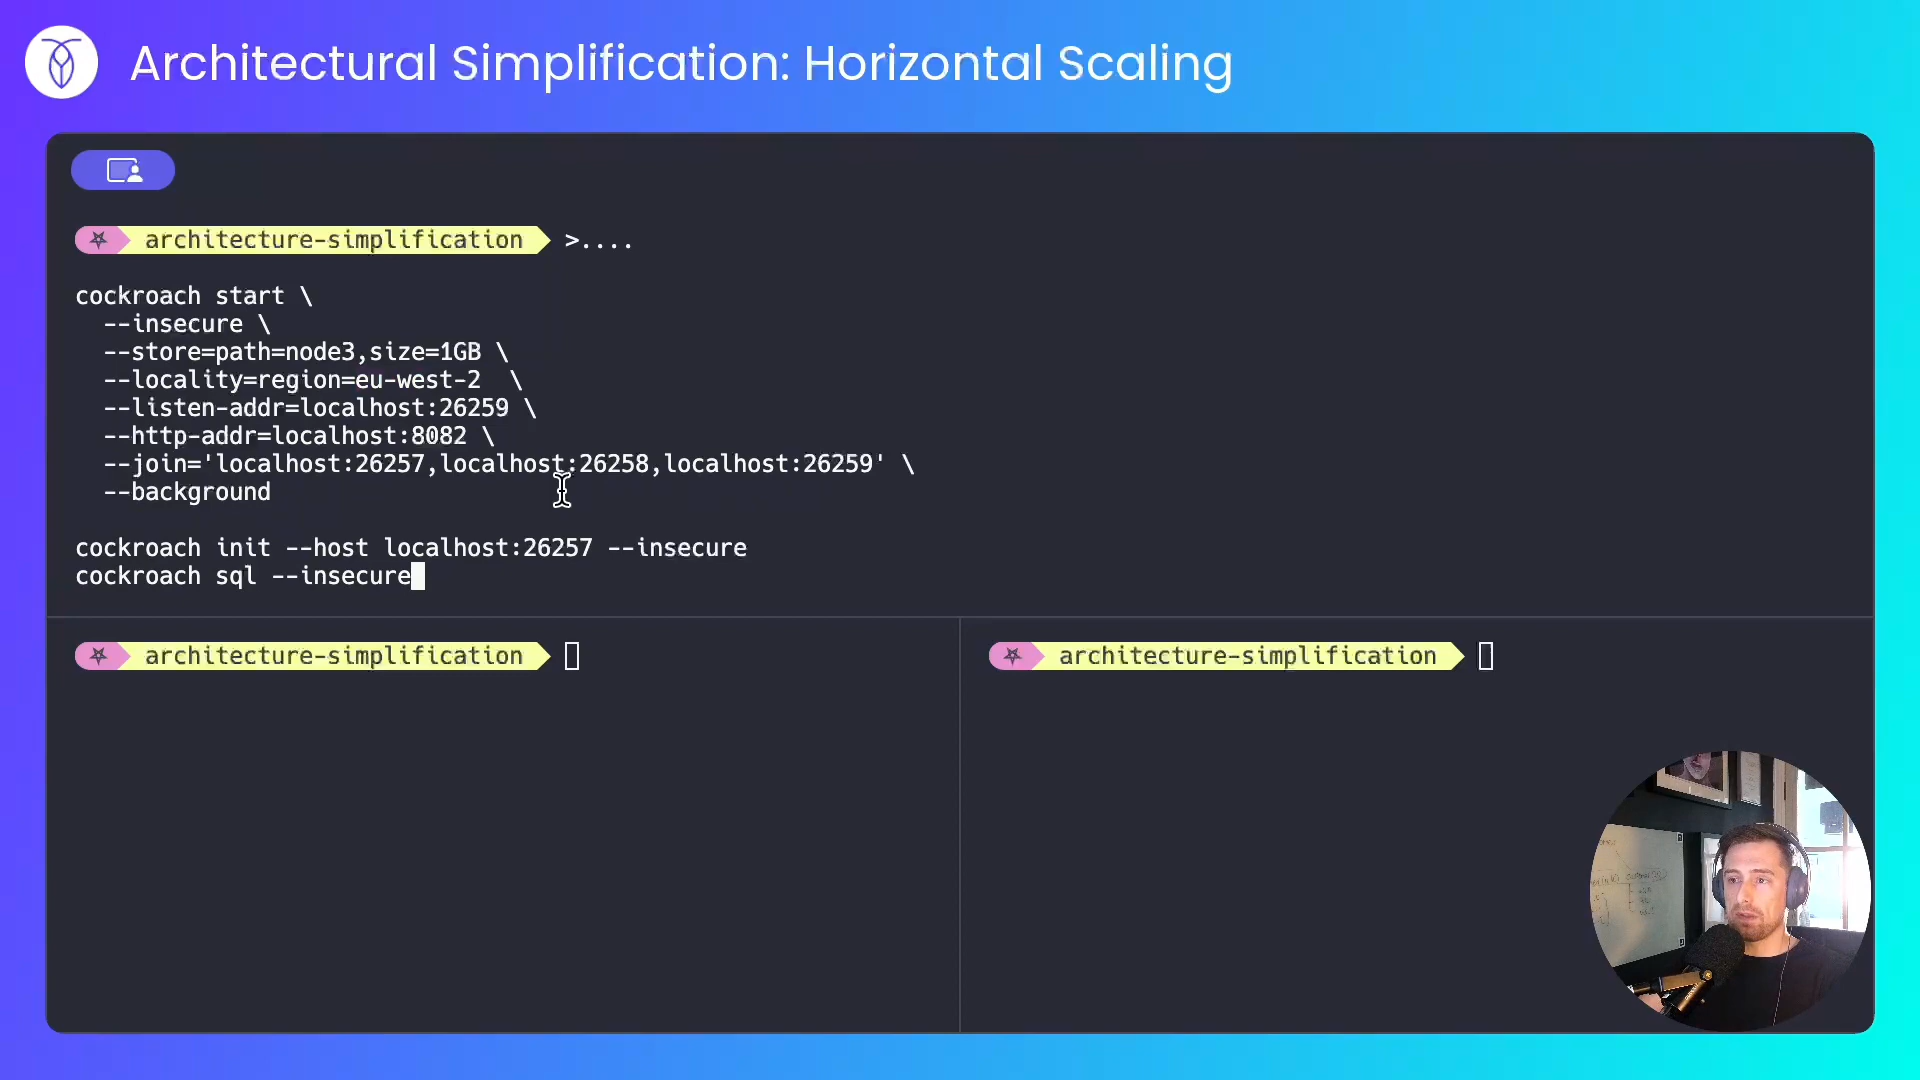 Architectural Simplification: Horizontal Scaling
architecture-simplification >....
cockroach start \
--insecure \
--store=path=node3,size=1GB \
--locality=region=eu-west-2 \
--listen-addr=localhost:26259 \
--http-addr=localhost:8082 \
--join='localhost:26257,localhost:26258,localhost:26259' \
--background
cockroach init --host localhost:26257 --insecure
cockroach sql --insecure
architecture-simplification
architecture-simplification